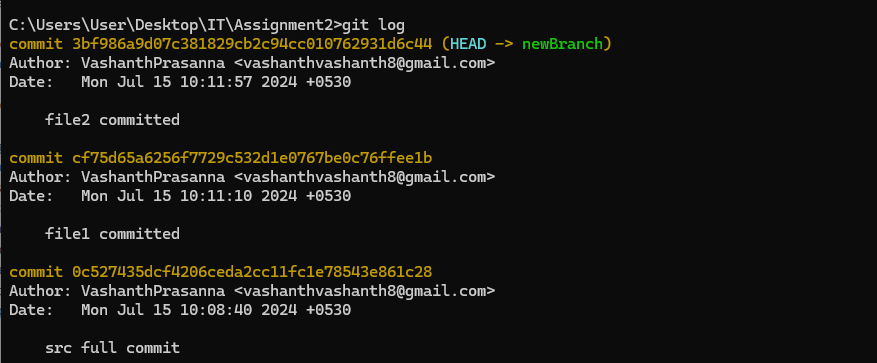 C:\Users\User\Desktop\IT\Assignment2>git log
commit 3bf986a9d07c381829cb2c94cc010762931d6c44 (HEAD -> newBranch)
Author: VashanthPrasanna <vashanthvashanth8@gmail.com>
Date:   Mon Jul 15 10:11:57 2024 +0530
file2 committed
commit cf75d65a6256f7729c532d1e0767be0c76ffee1b
Author: VashanthPrasanna <vashanthvashanth8@gmail.com>
Date:   Mon Jul 15 10:11:10 2024 +0530
file1 committed
commit 0c527435dcf4206ceda2cc11fc1e78543e861c28
Author: VashanthPrasanna <vashanthvashanth8@gmail.com>
Date:   Mon Jul 15 10:08:40 2024 +0530
src full commit